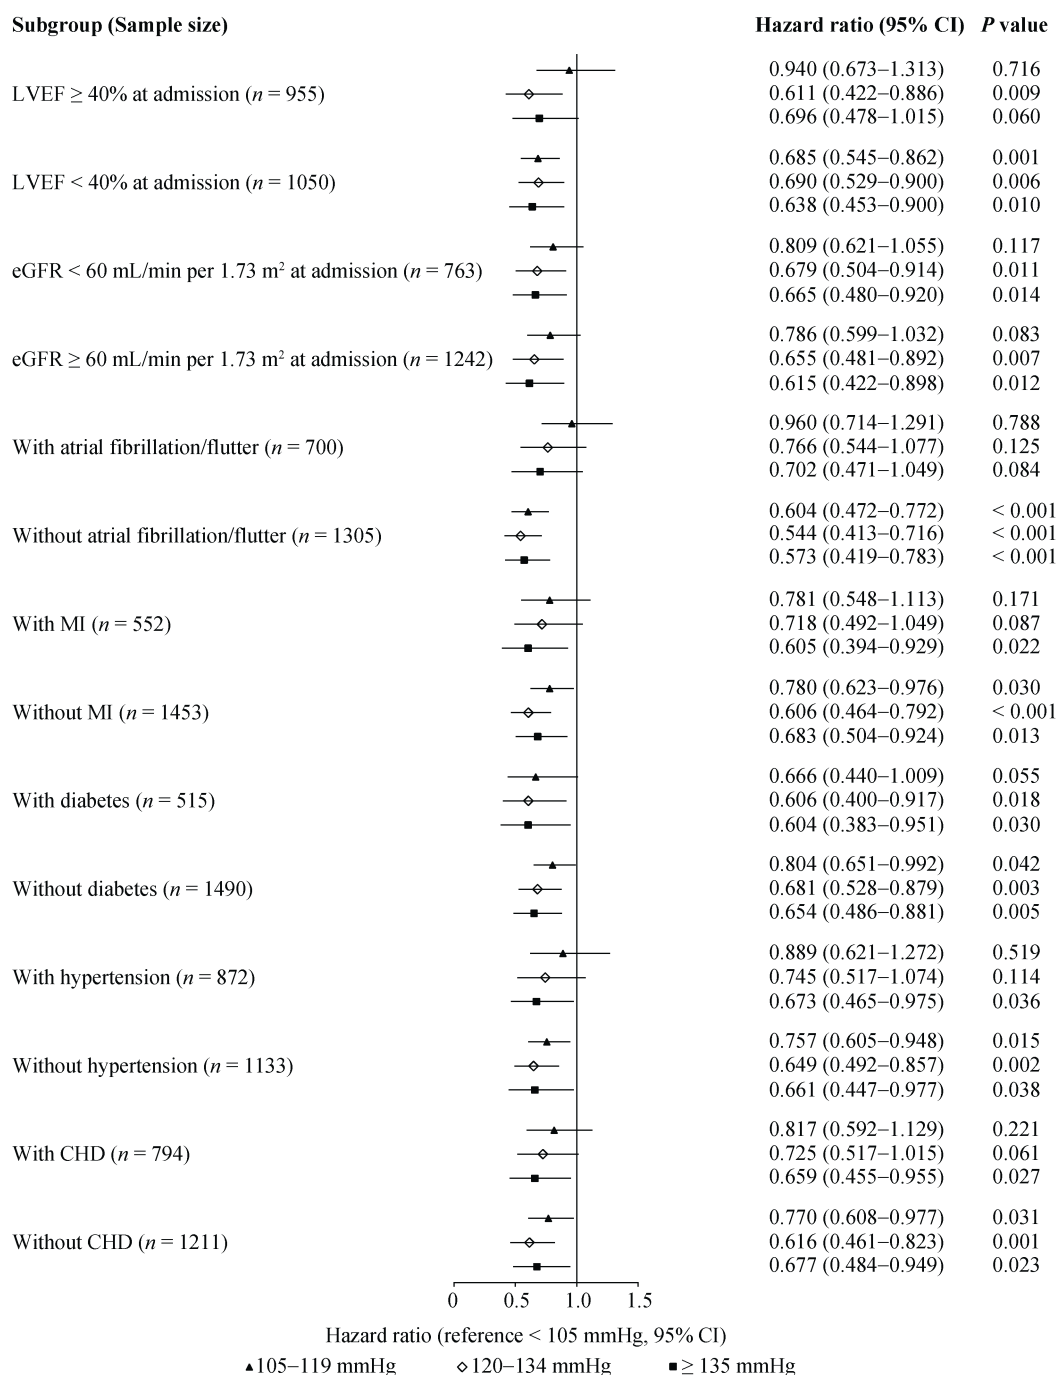 Subgroup (Sample size) Hazard ratio (95% CI) P value
0.940 (0.673–1.313) 0.716
LVEF ≥ 40% at admission (n = 955) 0.611 (0.422–0.886) 0.009
0.696 (0.478–1.015) 0.060
0.685 (0.545–0.862) 0.001
LVEF < 40% at admission (n = 1050) 0.690 (0.529–0.900) 0.006
0.638 (0.453–0.900) 0.010
0.809 (0.621–1.055) 0.117
eGFR < 60 mL/min per 1.73 m² at admission (n = 763) 0.679 (0.504–0.914) 0.011
0.665 (0.480–0.920) 0.014
0.786 (0.599–1.032) 0.083
eGFR ≥ 60 mL/min per 1.73 m² at admission (n = 1242) 0.655 (0.481–0.892) 0.007
0.615 (0.422–0.898) 0.012
0.960 (0.714–1.291) 0.788
With atrial fibrillation/flutter (n = 700) 0.766 (0.544–1.077) 0.125
0.702 (0.471–1.049) 0.084
0.604 (0.472–0.772) < 0.001
Without atrial fibrillation/flutter (n = 1305) 0.544 (0.413–0.716) < 0.001
0.573 (0.419–0.783) < 0.001
0.781 (0.548–1.113) 0.171
With MI (n = 552) 0.718 (0.492–1.049) 0.087
0.605 (0.394–0.929) 0.022
0.780 (0.623–0.976) 0.030
Without MI (n = 1453) 0.606 (0.464–0.792) < 0.001
0.683 (0.504–0.924) 0.013
0.666 (0.440–1.009) 0.055
With diabetes (n = 515) 0.606 (0.400–0.917) 0.018
0.604 (0.383–0.951) 0.030
0.804 (0.651–0.992) 0.042
Without diabetes (n = 1490) 0.681 (0.528–0.879) 0.003
0.654 (0.486–0.881) 0.005
0.889 (0.621–1.272) 0.519
With hypertension (n = 872) 0.745 (0.517–1.074) 0.114
0.673 (0.465–0.975) 0.036
0.757 (0.605–0.948) 0.015
Without hypertension (n = 1133) 0.649 (0.492–0.857) 0.002
0.661 (0.447–0.977) 0.038
0.817 (0.592–1.129) 0.221
With CHD (n = 794) 0.725 (0.517–1.015) 0.061
0.659 (0.455–0.955) 0.027
0.770 (0.608–0.977) 0.031
Without CHD (n = 1211) 0.616 (0.461–0.823) 0.001
0.677 (0.484–0.949) 0.023
0 0.5 1.0 1.5
Hazard ratio (reference < 105 mmHg, 95% CI)
105–119 mmHg 120–134 mmHg ≥ 135 mmHg